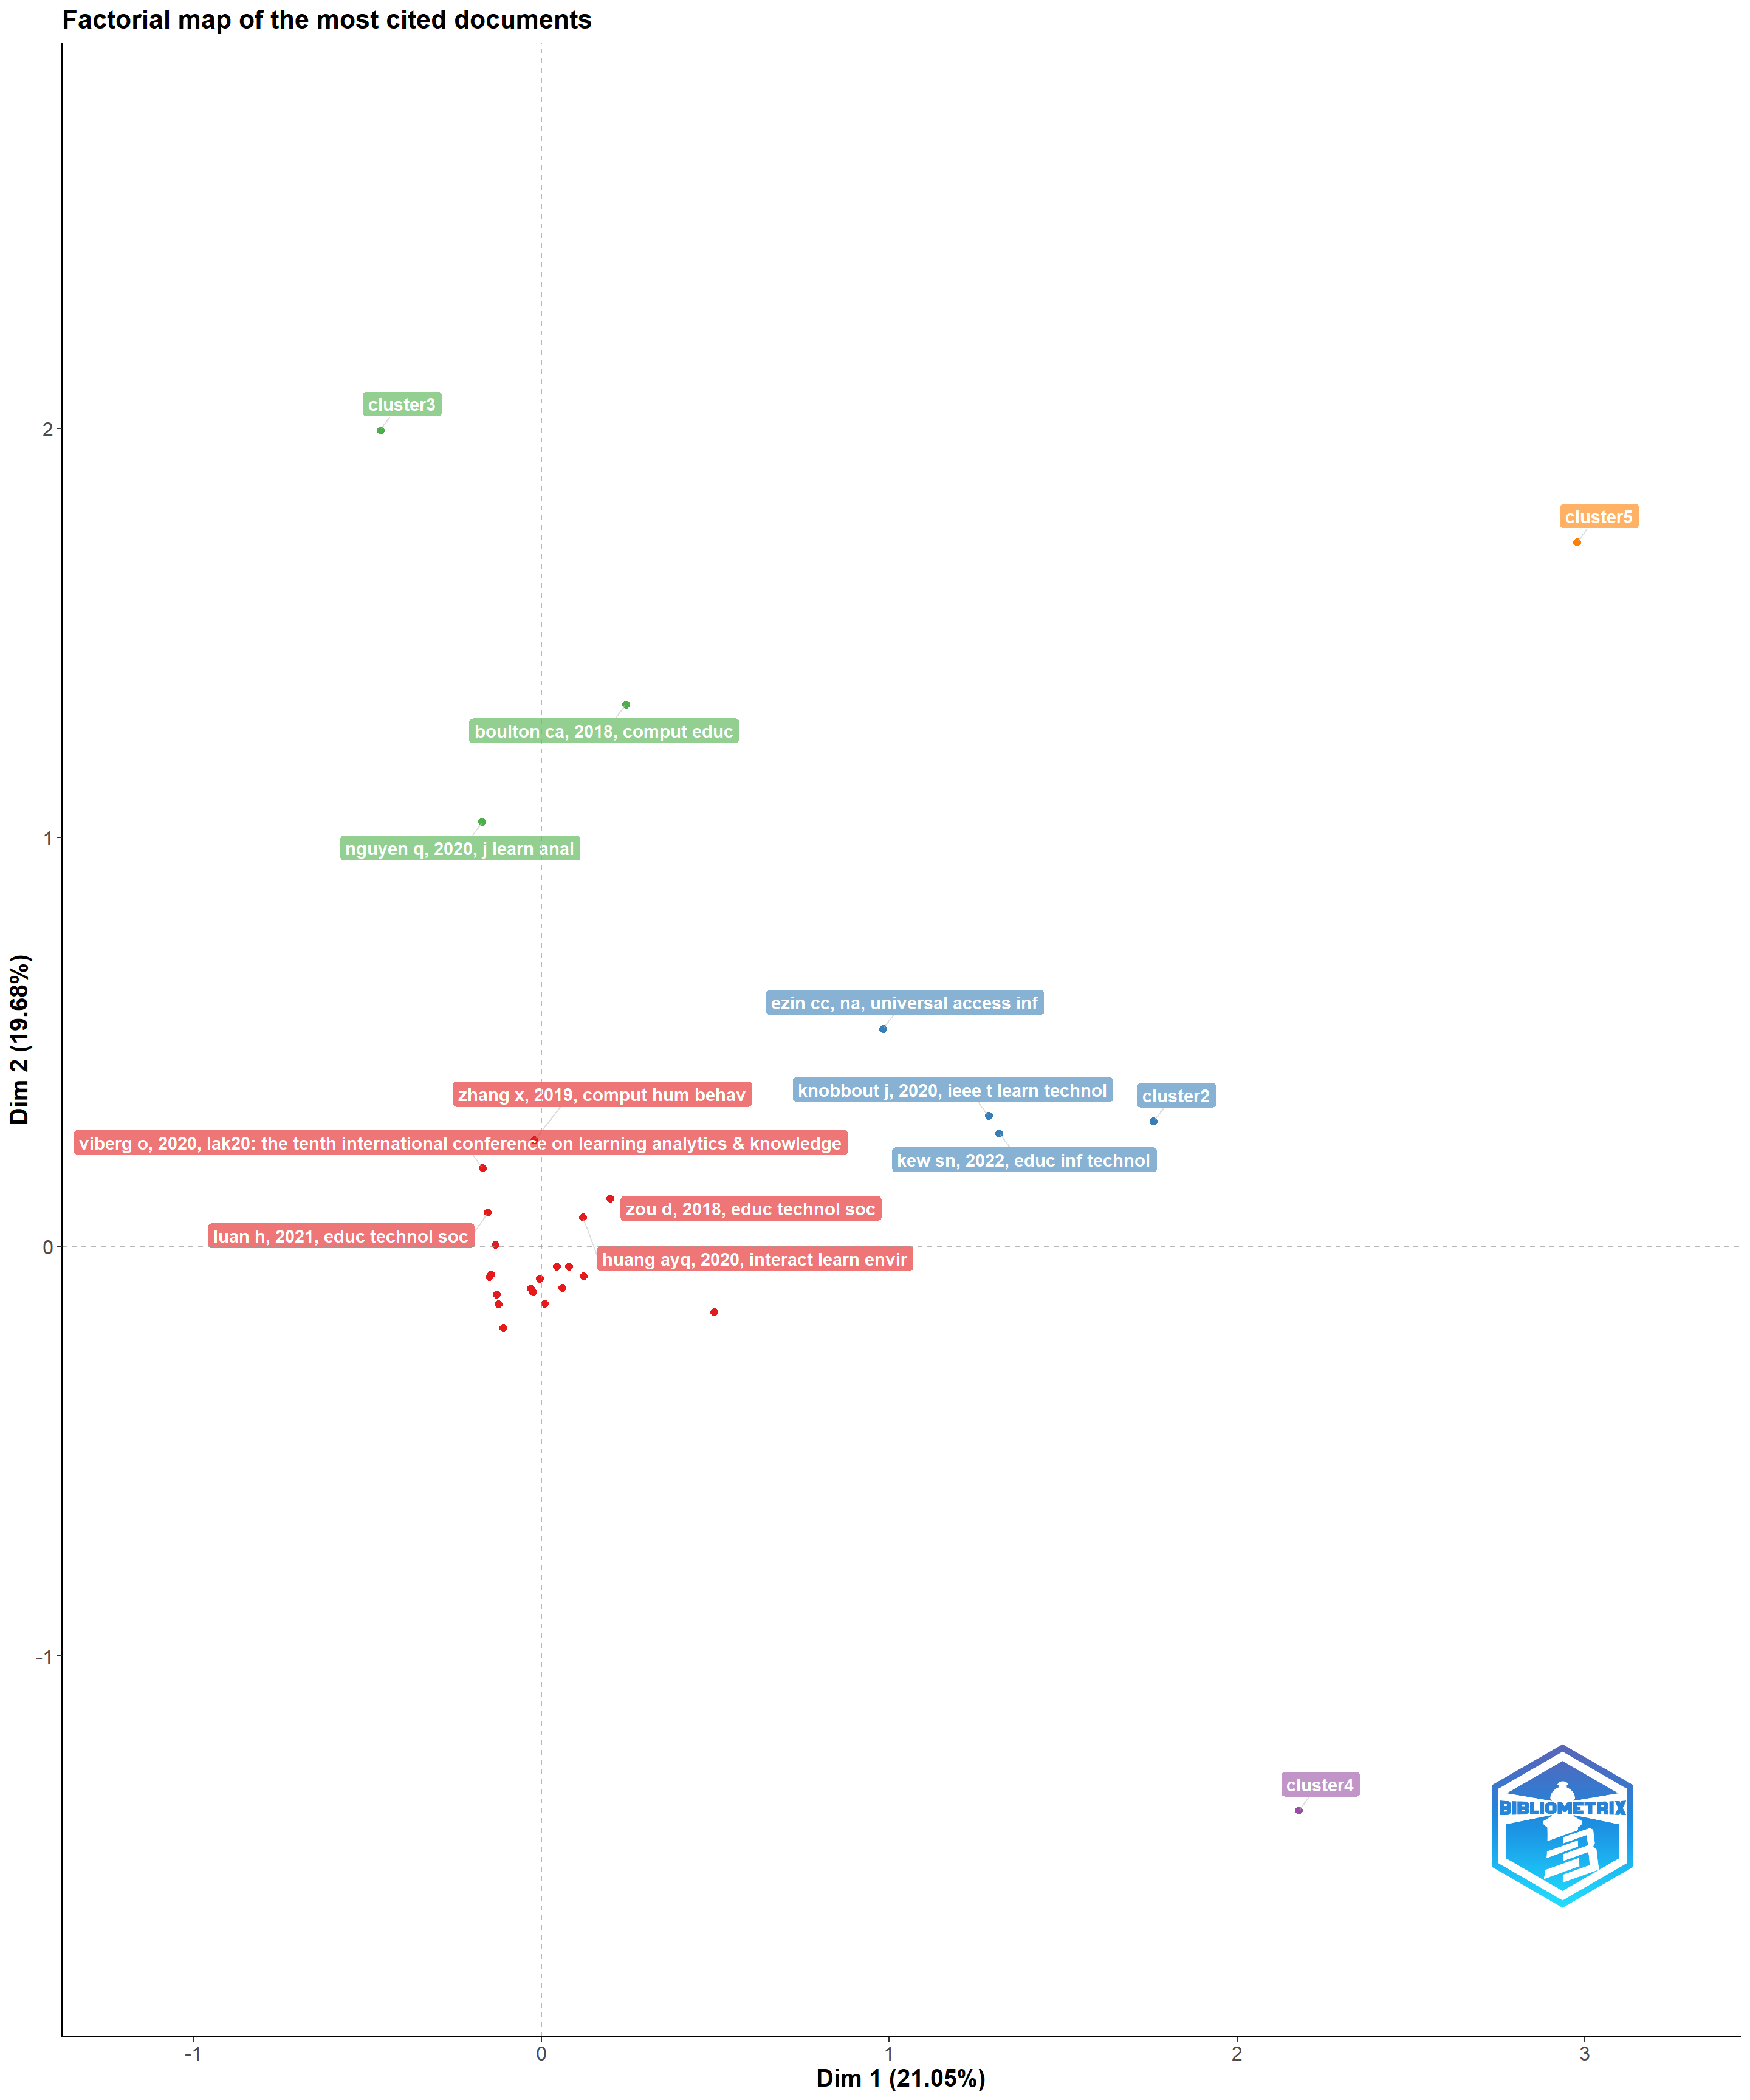 Factorial map of the most cited documents
cluster3
2
cluster5
boulton ca, 2018, comput educ
1
nguyen q, 2020, j learn anal
ezin cc, na, universal access inf
knobbout j, 2020, ieee t learn technol
cluster2
zhang x, 2019, comput hum behav
viberg o, 2020, lak20: the tenth international conference on learning analytics & knowledge
kew sn, 2022, educ inf technol
zou d, 2018, educ technol soc
luan h, 2021, educ technol soc
0
huang ayq, 2020, interact learn envir
Dim 2 (19.68%)
-1
cluster4
BIBLIOMETRIX
-1
0
1
2
3
Dim 1 (21.05%)